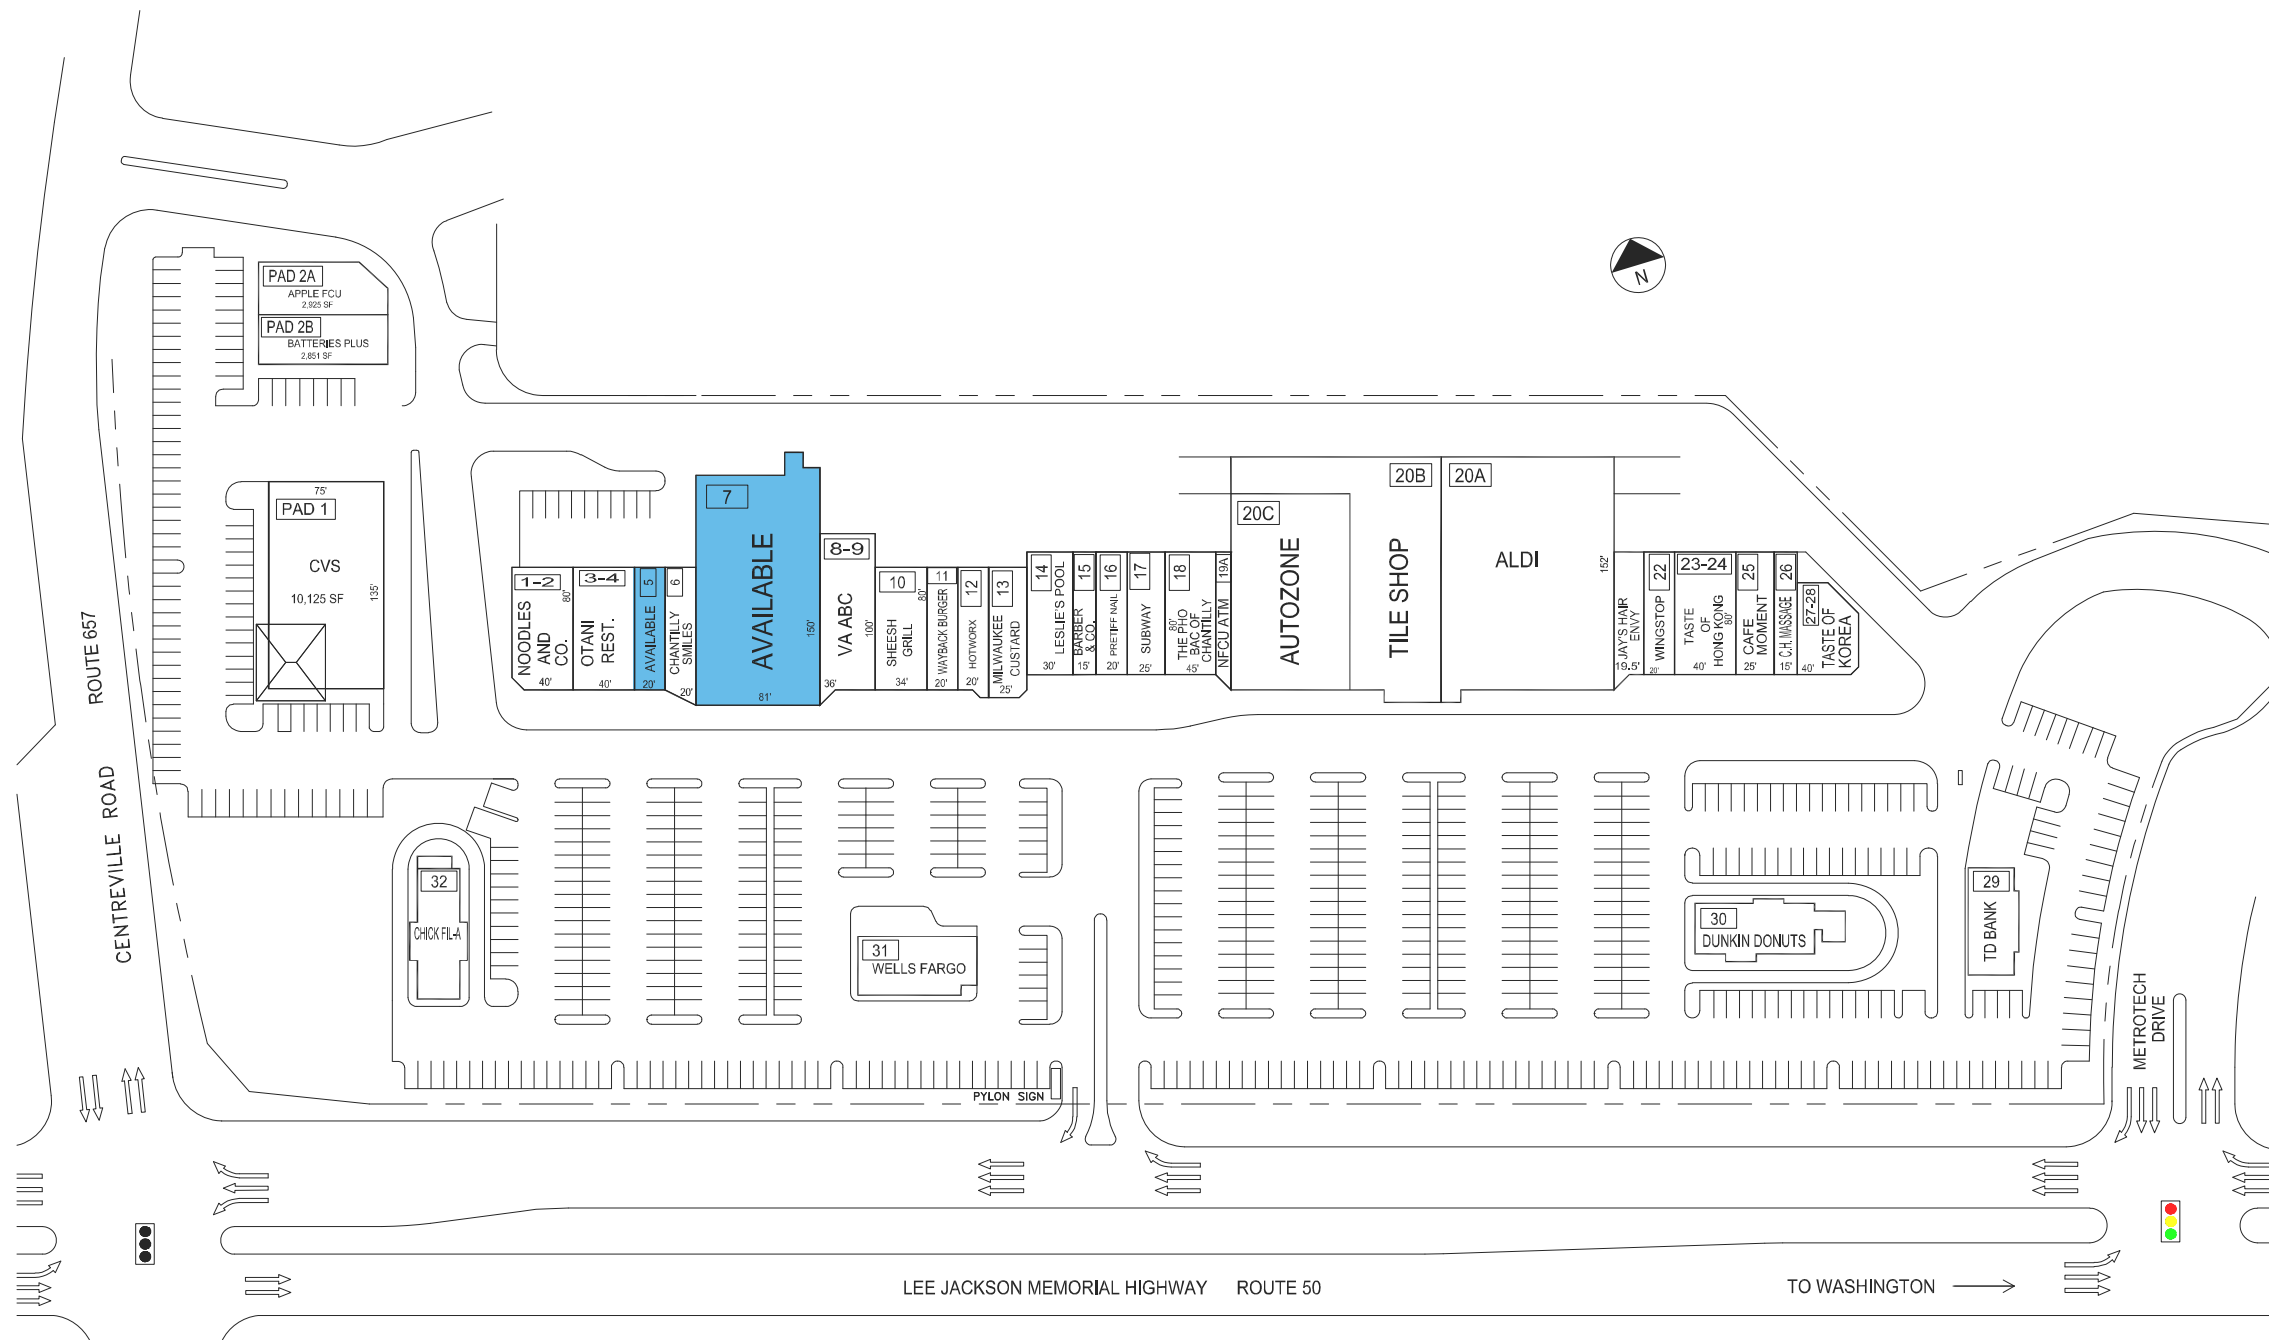 N
PAD 2A
APPLE FCU
2,925 SF
PAD 2B
BATTERIES PLUS
2,851 SF
75'
PAD 1
CVS
10,125 SF
135'
ROUTE 657
CENTREVILLE ROAD
1-2
NOODLES
AND
CO.
80'
40'
3-4
OTANI
REST.
40'
5
AVAILABLE
20'
6
CHANTILLY
SMILES
20'
7
AVAILABLE
150'
81'
8-9
VA ABC
100'
36'
10
SHEESH
GRILL
80'
34'
11
WAYBACK BURGER
20'
12
HOTWORX
20'
13
MILWAUKEE
CUSTARD
25'
14
LESLIE'S POOL
30'
15
BARBER
& CO.
15'
16
PRETIFF NAIL
20'
17
SUBWAY
25'
18
80'
THE PHO
BAC OF
CHANTILLY
45'
19A
NFCU ATM
20C
AUTOZONE
20B
TILE SHOP
20A
ALDI
152'
JAY'S HAIR
ENVY
19.5'
22
WINGSTOP
20'
23-24
TASTE
OF
HONG KONG
80'
40'
25
CAFE
MOMENT
25'
26
C.H. MASSAGE
15'
27-28
TASTE OF
KOREA
40'
32
CHICK FIL-A
31
WELLS FARGO
30
DUNKIN DONUTS
29
TD BANK
METROTECH
DRIVE
PYLON SIGN
LEE JACKSON MEMORIAL HIGHWAY ROUTE 50
TO WASHINGTON